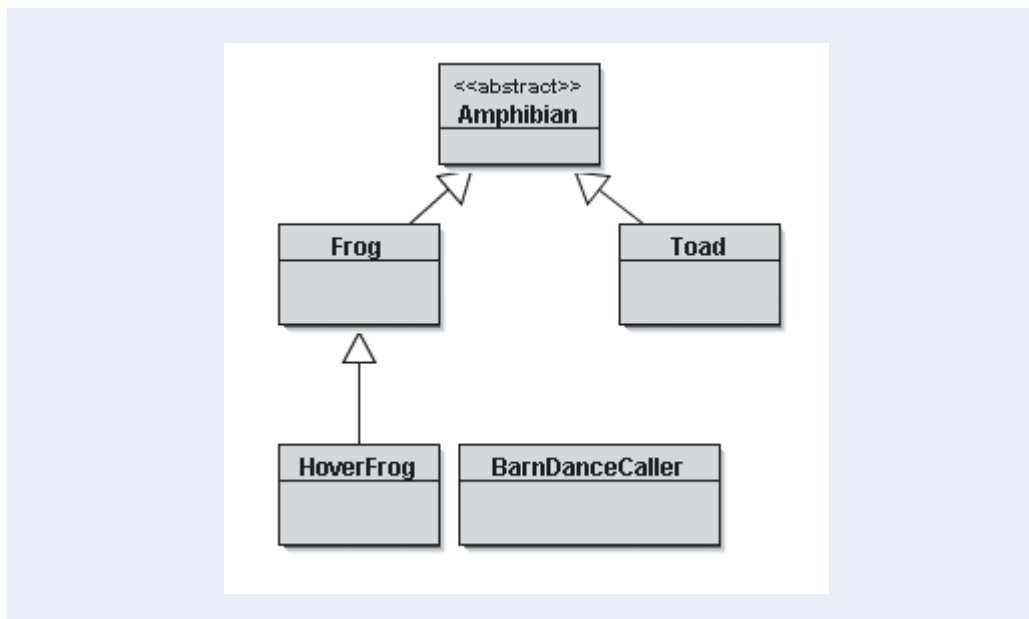 <<abstract>>
Amphibian
Frog
Toad
HoverFrog
BarnDanceCaller